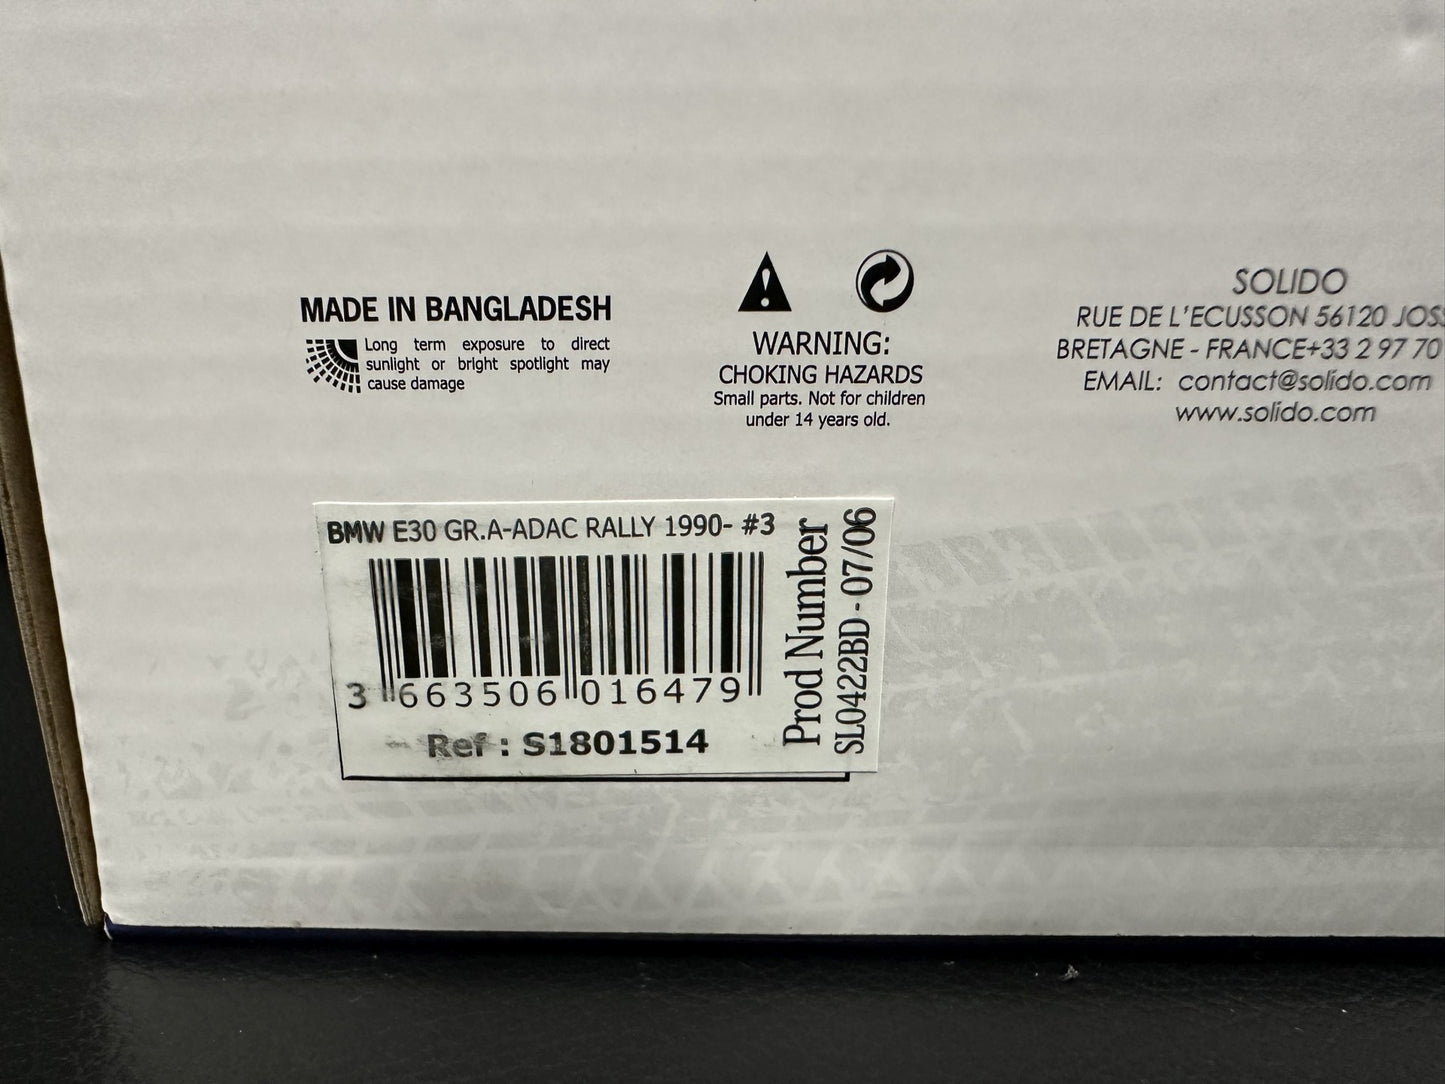 MADE IN BANGLADESH
Long term exposure to direct
sunlight or bright spotlight may
cause damage
WARNING:
CHOKING HAZARDS
Small parts. Not for children
under 14 years old.
SOLIDO
RUE DE L'ECUSSON 56120
BRETAGNE - FRANCE+33 2 97 70
EMAIL: contact@solido.com
www.solido.com
BMW E30 GR.A-ADAC RALLY 1990- #3
3 663506 016479
Ref : S1801514
Prod Number
SL0422BD - 07/06